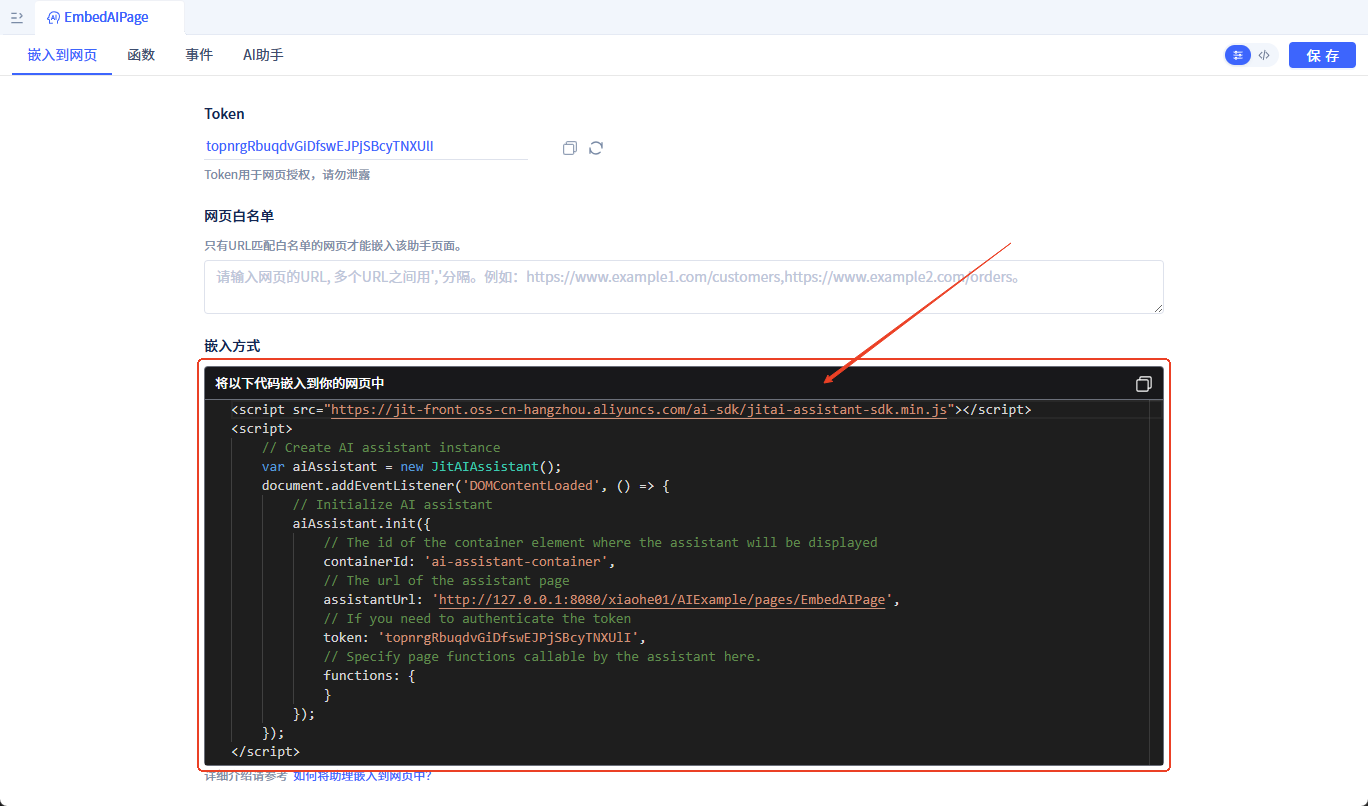 EmbedAIPage
嵌入到网页 函数 事件 AI助手 保 存
Token
topnrgRbuqdvGiDfswEJPjSBcyTNXUlI
Token用于网页授权，请勿泄露
网页白名单
只有URL匹配白名单的网页才能嵌入该助手页面。
请输入网页的URL, 多个URL之间用','分隔。例如：https://www.example1.com/customers,https://www.example2.com/orders。
嵌入方式
将以下代码嵌入到你的网页中
<script src="https://jit-front.oss-cn-hangzhou.aliyuncs.com/ai-sdk/jitai-assistant-sdk.min.js"></script>
<script>
// Create AI assistant instance
var aiAssistant = new JitAIAssistant();
document.addEventListener('DOMContentLoaded', () => {
// Initialize AI assistant
aiAssistant.init({
// The id of the container element where the assistant will be displayed
containerId: 'ai-assistant-container',
// The url of the assistant page
assistantUrl: 'http://127.0.0.1:8080/xiaohe01/AIExample/pages/EmbedAIPage',
// If you need to authenticate the token
token: 'topnrgRbuqdvGiDfswEJPjSBcyTNXUlI',
// Specify page functions callable by the assistant here.
functions: {
}
});
});
</script>
详细介绍请参考 如何将助理嵌入到网页中?